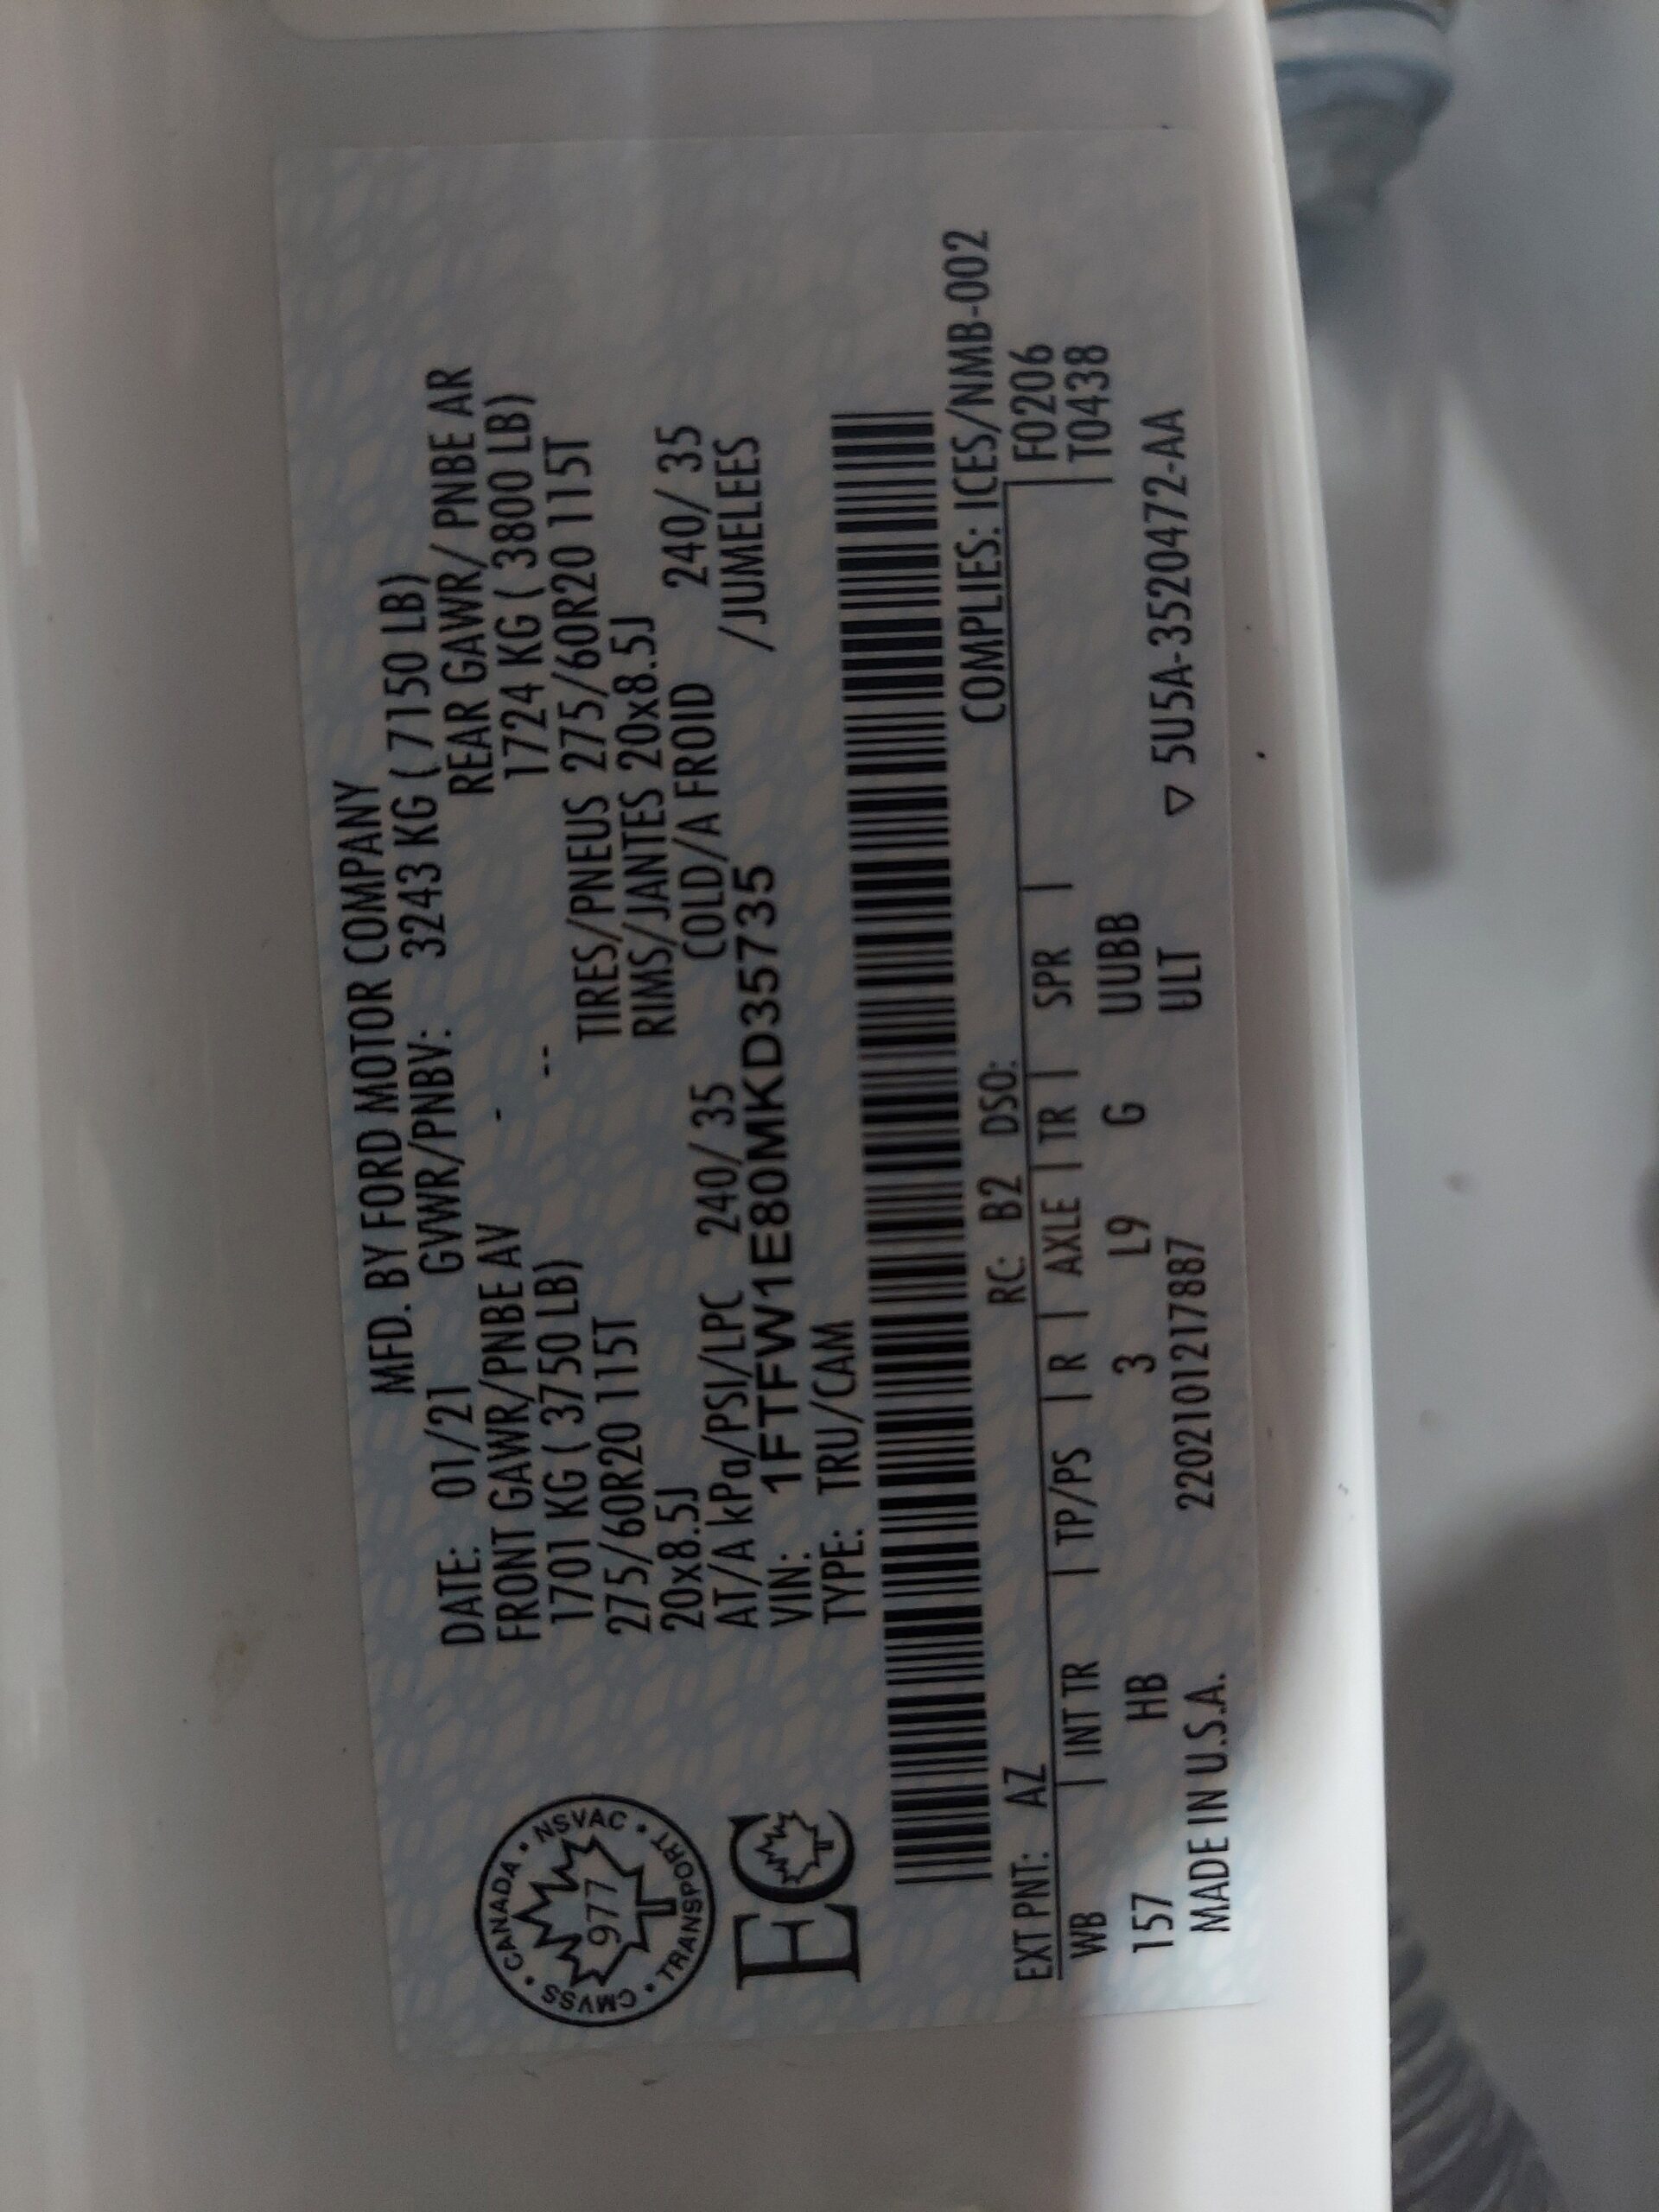 MFD. BY FORD MOTOR COMPANY
DATE: 01/21 GVWR/PNBV: 3243 KG ( 7150 LB)
FRONT GAWR/PNBE AV - REAR GAWR/ PNBE AR
1701 KG ( 3750 LB) -- 1724 KG ( 3800 LB)
275/60R20 115T TIRES/PNEUS 275/60R20 115T
20x8.5J RIMS/JANTES 20x8.5J
AT/A kPa/PSI/LPC 240/ 35 COLD/A FROID 240/ 35
VIN: 1FTFW1E80MKD35735 /JUMELEES
TYPE: TRU/CAM
CANADA • NSVAC • TRANSPORT • CMVSS •
977
EC
COMPLIES: ICES/NMB-002
EXT PNT: AZ RC: B2 DSO: F0206
WB | INT TR | TP/PS | R | AXLE | TR | SPR | T0438
157 HB 3 L9 G UUBB
MADE IN U.S.A. 220210121217887 ULT ▽ 5U5A-3520472-AA